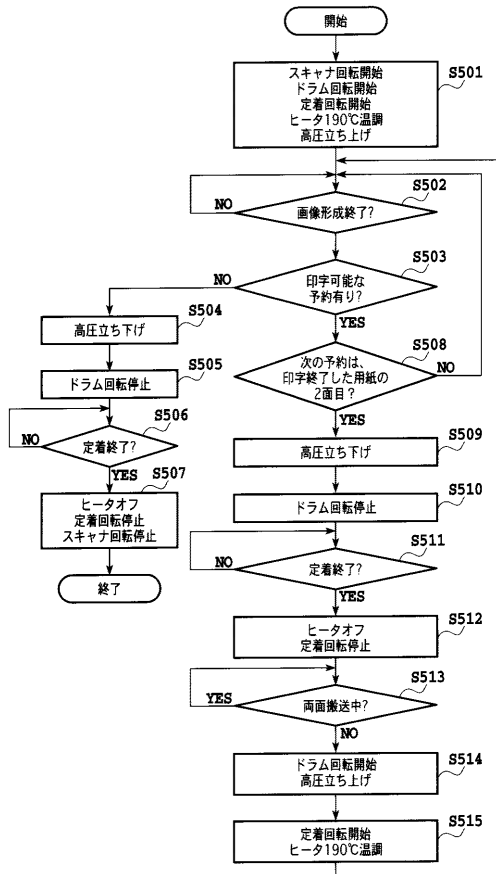 開始
スキャナ回転開始
ドラム回転開始
定着回転開始
ヒータ190℃温調
高圧立ち上げ
S501
NO
画像形成終了?
S502
NO
印字可能な
予約有り?
S503
YES
高圧立ち下げ
S504
次の予約は、
印字終了した用紙の
2面目?
S508
NO
YES
ドラム回転停止
S505
NO
定着終了?
S506
YES
高圧立ち下げ
S509
ヒータオフ
定着回転停止
スキャナ回転停止
S507
ドラム回転停止
S510
終了
NO
定着終了?
S511
YES
ヒータオフ
定着回転停止
S512
YES
両面搬送中?
S513
NO
ドラム回転開始
高圧立ち上げ
S514
定着回転開始
ヒータ190℃温調
S515